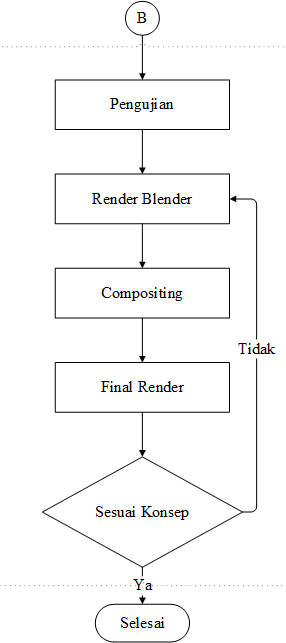 B
Pengujian
Render Blender
Compositing
Tidak
Final Render
Sesuai Konsep
Ya
Selesai